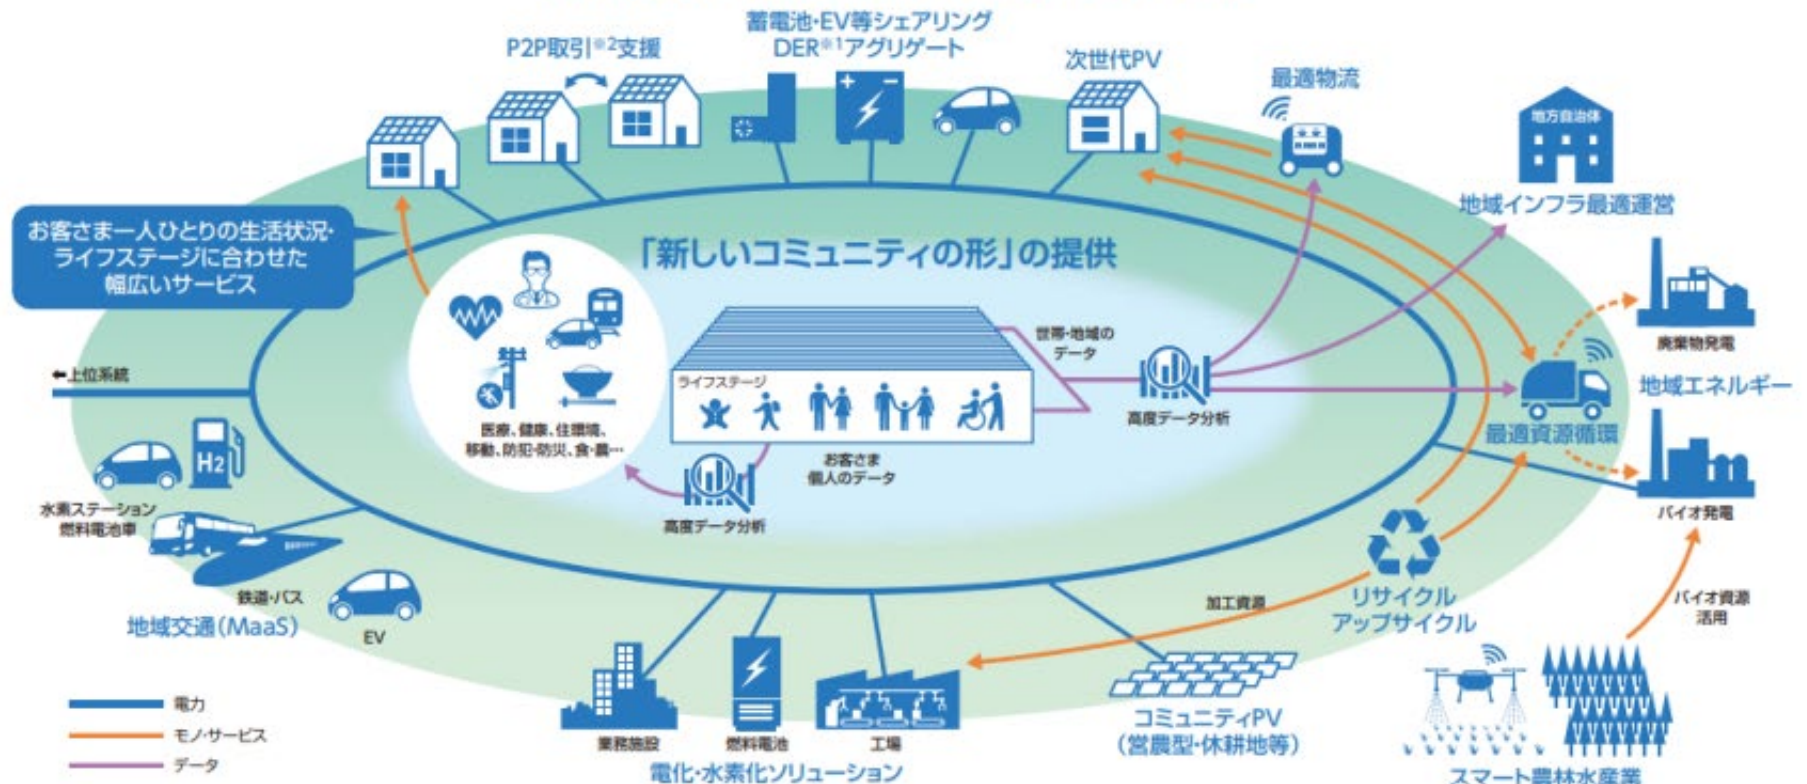 蓄電池・EV等シェアリング
DER※1アグリゲート
P2P取引※2支援
次世代PV
最適物流
地方自治体
地域インフラ最適運営
お客さま一人ひとりの生活状況・
ライフステージに合わせた
幅広いサービス
「新しいコミュニティの形」の提供
世帯・地域の
データ
廃棄物発電
←上位系統
ライフステージ
地域エネルギー
高度データ分析
医療、健康、住環境、
移動、防犯・防災、食・農…
最適資源循環
お客さま
個人のデータ
H2
水素ステーション
燃料電池車
高度データ分析
バイオ発電
鉄道・バス
地域交通(MaaS)
EV
加工資源
リサイクル
アップサイクル
バイオ資源
活用
電力
モノ・サービス
データ
業務施設
燃料電池
工場
電化・水素化ソリューション
コミュニティPV
(営農型・休耕地等)
スマート農林水産業